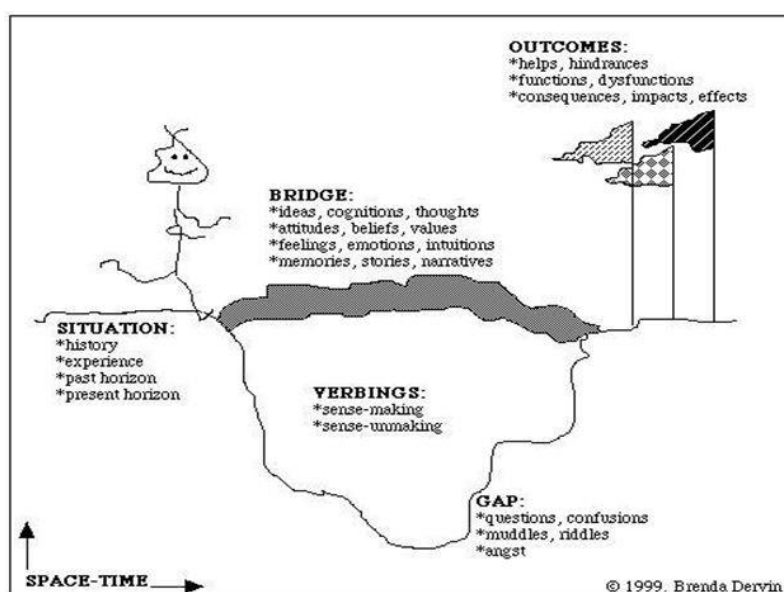 OUTCOMES:
*helps, hindrances
*functions, dysfunctions
*consequences, impacts, effects
BRIDGE:
*ideas, cognitions, thoughts
*attitudes, beliefs, values
*feelings, emotions, intuitions
*memories, stories, narratives
SITUATION:
*history
*experience
*past horizon
*present horizon
VERBINGS:
*sense-making
*sense-unmaking
GAP:
*questions, confusions
*muddles, riddles
*angst
SPACE-TIME
© 1999. Brenda Dervin